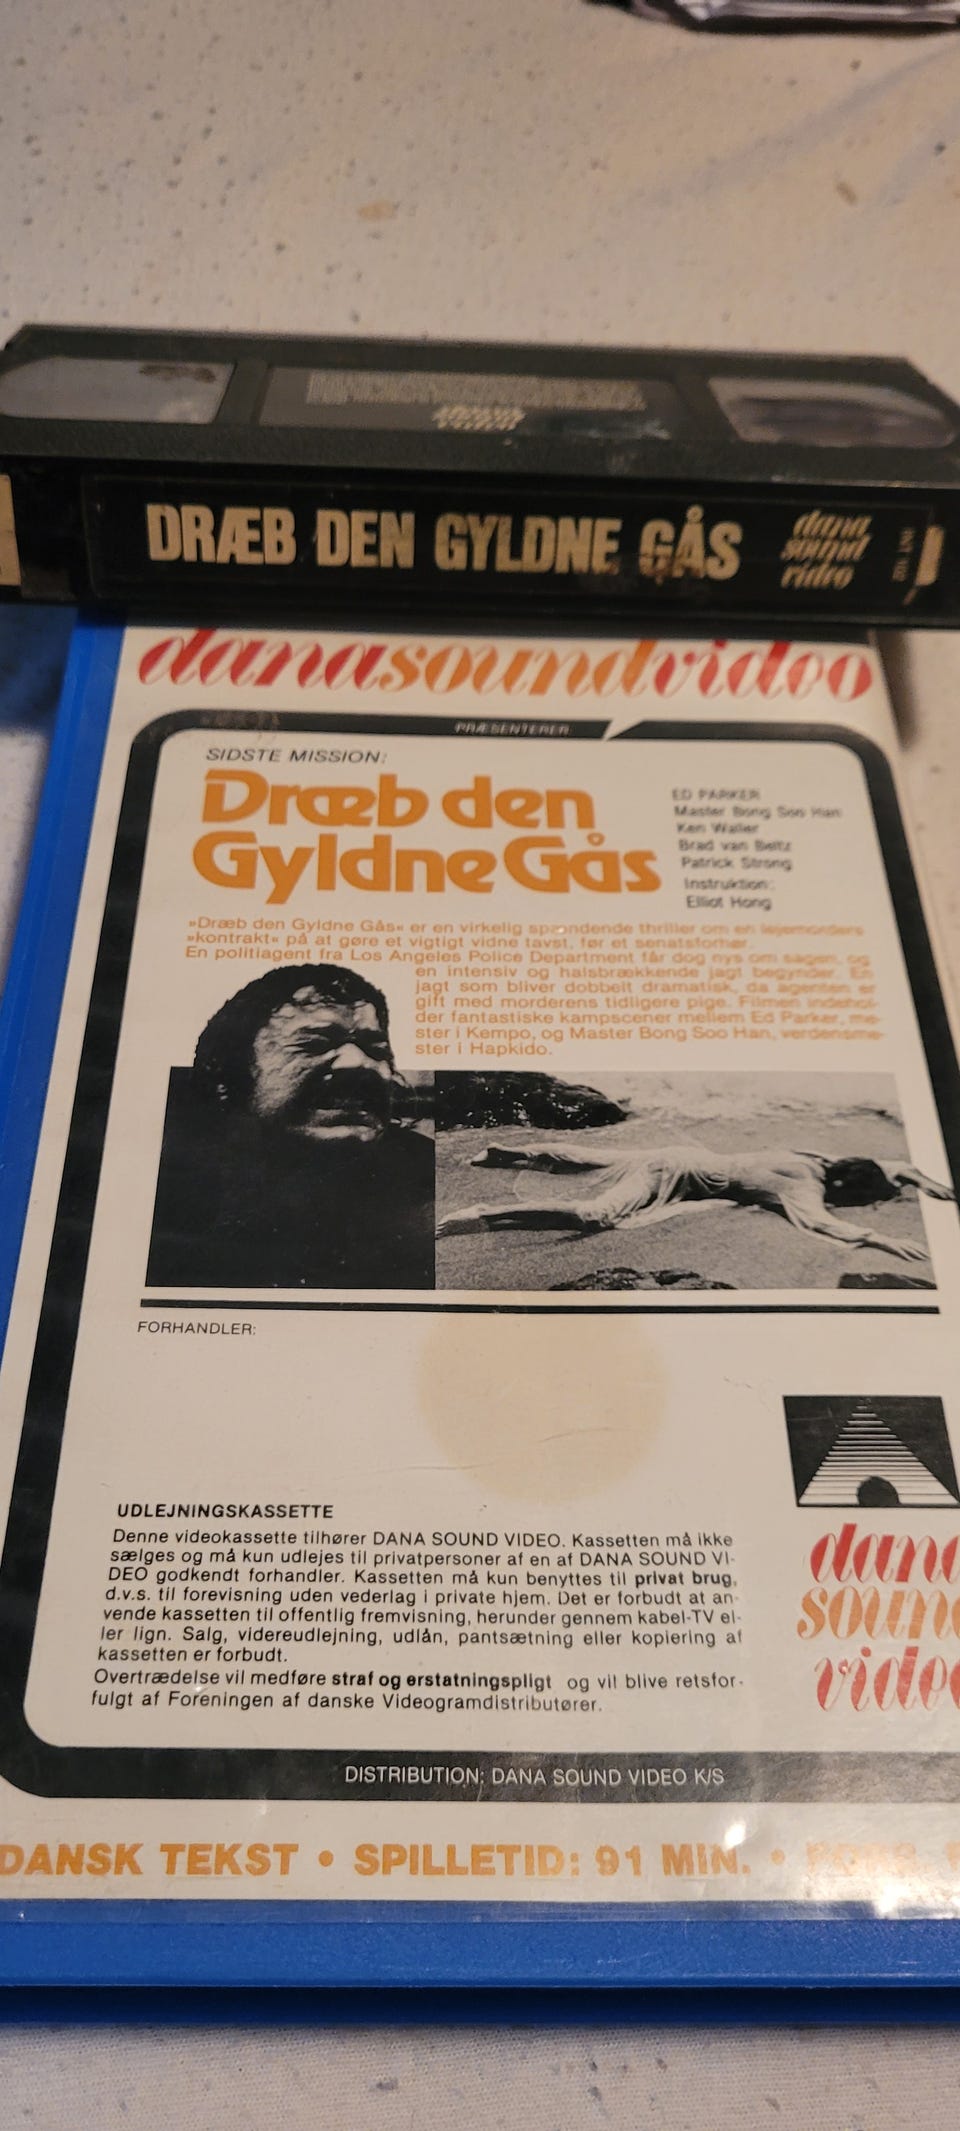 DRÆB DEN GYLDNE GÅS
dana
sound
video
danasoundvideo
PRÆSENTERER
SIDSTE MISSION:
Dræb den
Gyldne Gås
ED PARKER
Master Bong Soo Han
Ken Waller
Brad van Beltz
Patrick Strong
Instruktion:
Elliot Hong
»Dræb den Gyldne Gås« er en virkelig spændende thriller om en lejemorders
»kontrakt« på at gøre et vigtigt vidne tavst, før et senatsforhør.
En politiagent fra Los Angeles Police Department får dog nys om sagen, og
en intensiv og halsbrækkende jagt begynder. En
jagt som bliver dobbelt dramatisk, da agenten er
gift med morderens tidligere pige. Filmen indehol-
der fantastiske kampscener mellem Ed Parker, me-
ster i Kempo, og Master Bong Soo Han, verdensme-
ster i Hapkido.
FORHANDLER:
UDLEJNINGSKASSETTE
Denne videokassette tilhører DANA SOUND VIDEO. Kassetten må ikke
sælges og må kun udlejes til privatpersoner af en af DANA SOUND VI-
DEO godkendt forhandler. Kassetten må kun benyttes til privat brug,
d.v.s. til forevisning uden vederlag i private hjem. Det er forbudt at an-
vende kassetten til offentlig fremvisning, herunder gennem kabel-TV el-
ler lign. Salg, videreudlejning, udlån, pantsætning eller kopiering af
kassetten er forbudt.
Overtrædelse vil medføre straf og erstatningspligt og vil blive retsfor-
fulgt af Foreningen af danske Videogramdistributører.
dana
sound
video
DISTRIBUTION: DANA SOUND VIDEO K/S
DANSK TEKST • SPILLETID: 91 MIN. •